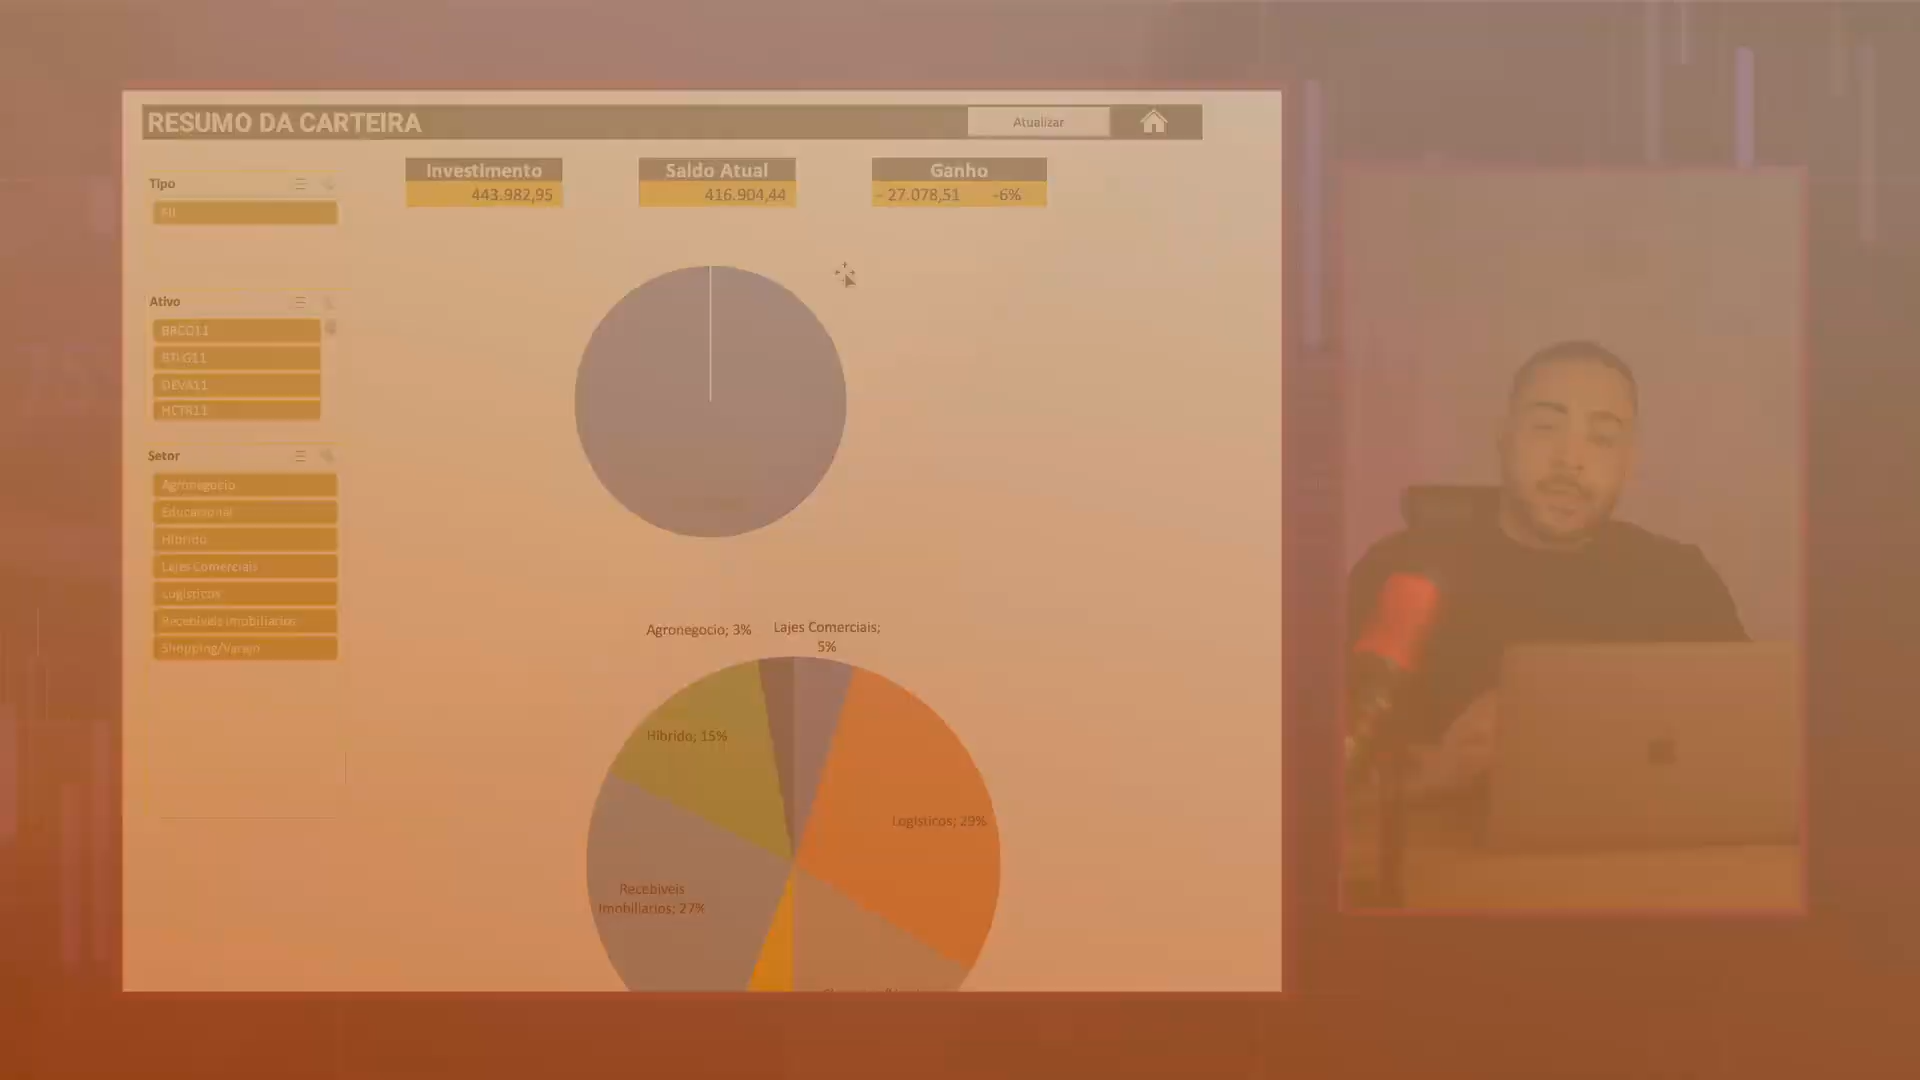 RESUMO DA CARTEIRA
Atualizar
Tipo
FII
Investimento
443.982,95
Saldo Atual
416.904,44
Ganho
- 27.078,51 -6%
Ativo
BRCO11
BTLG11
DEVA11
HCTR11
Setor
Agronegocio
Educacional
Hibrido
Lajes Comerciais
Logisticos
Recebiveis Imobiliarios
Shopping/Varejo
Agronegocio; 3%
Lajes Comerciais;
5%
Hibrido; 15%
Logisticos; 29%
Recebiveis
Imobiliarios; 27%